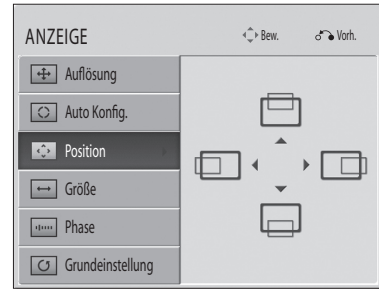 ANZEIGE
Bew. Vorh.
Auflösung
Auto Konfig.
Position
Größe
Phase
Grundeinstellung